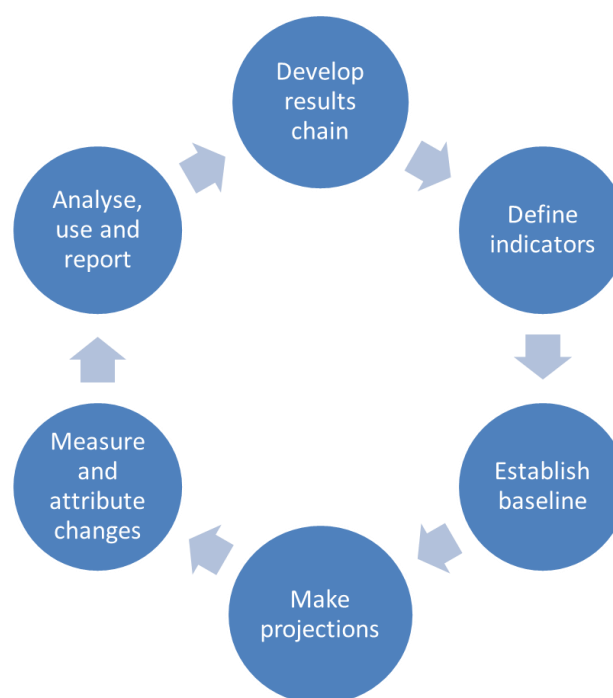 Develop
results
chain
Define
indicators
Establish
baseline
Make
projections
Measure
and
attribute
changes
Analyse,
use and
report